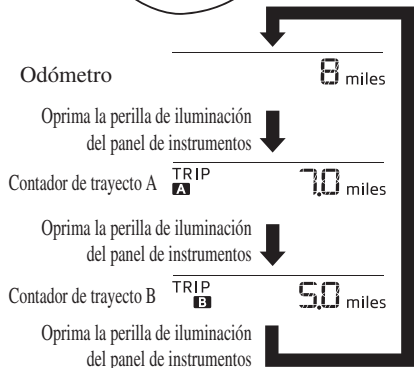 Odómetro 8 miles
Oprima la perilla de iluminación
del panel de instrumentos
Contador de trayecto A TRIP A 7.0 miles
Oprima la perilla de iluminación
del panel de instrumentos
Contador de trayecto B TRIP B 5.0 miles
Oprima la perilla de iluminación
del panel de instrumentos